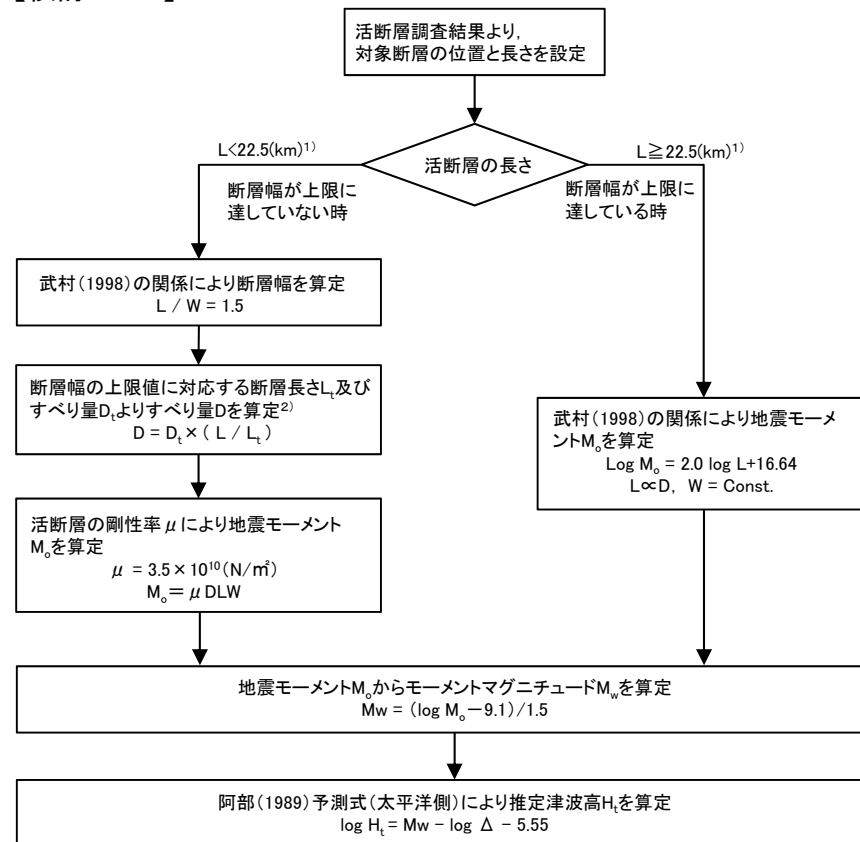 活断層調査結果より,
対象断層の位置と長さを設定
活断層の長さ
L<22.5(km)1)
断層幅が上限に
達していない時
L≧22.5(km)1)
断層幅が上限に
達している時
武村(1998)の関係により断層幅を算定
L / W = 1.5
断層幅の上限値に対応する断層長さLt及び
すべり量Dtよりすべり量Dを算定2)
D = Dt × ( L / Lt )
活断層の剛性率μにより地震モーメント
Moを算定
μ = 3.5×10^10(N/㎡)
Mo= μ DLW
武村(1998)の関係により地震モーメ
ントMoを算定
Log Mo = 2.0 log L+16.64
L∝D, W = Const.
地震モーメントMoからモーメントマグニチュードMwを算定
Mw = (log Mo-9.1)/1.5
阿部(1989)予測式(太平洋側)により推定津波高Htを算定
log Ht = Mw - log Δ - 5.55